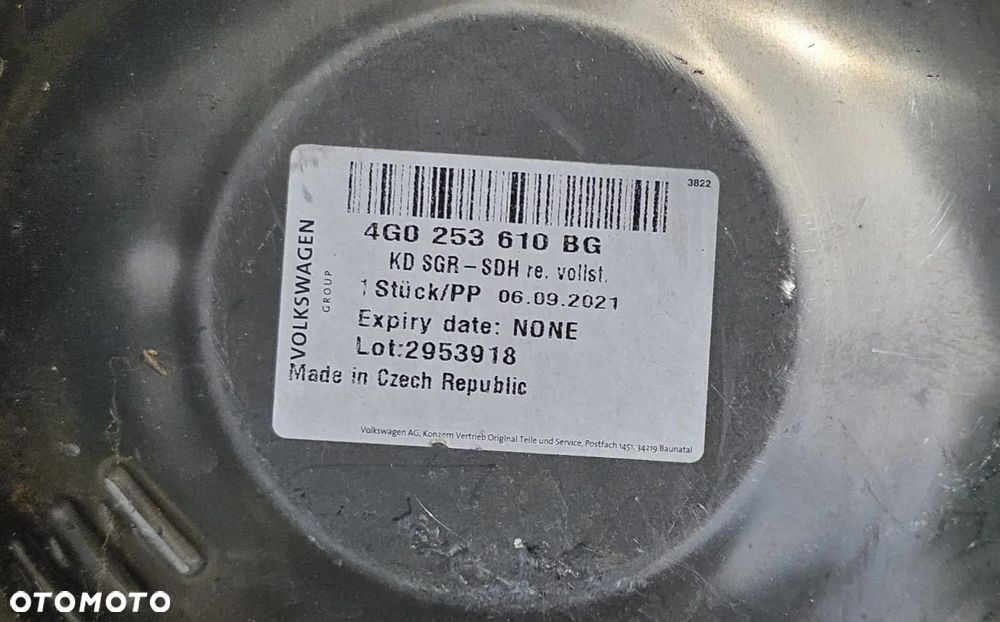 3822
4G0 253 610 BG
KD SGR-SDH re. vollst.
1 Stück/PP 06.09.2021
Expiry date: NONE
Lot:2953918
Made in Czech Republic
VOLKSWAGEN
GROUP
Volkswagen AG, Konzern Vertrieb Original Teile und Service, Postfach 1451, 34219 Baunatal
OTOMOTO